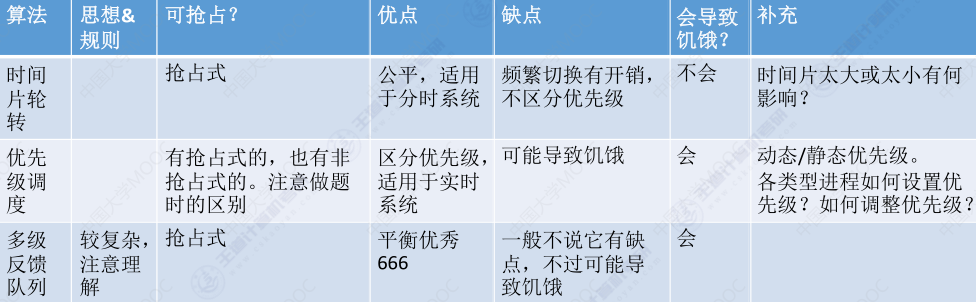 算法 思想& 可抢占？ 优点 缺点 会导致 补充
规则 饥饿？
时间 抢占式 公平，适用 频繁切换有开销， 不会 时间片太大或太小有何
片轮 于分时系统 不区分优先级 影响？
转
优先 有抢占式的，也有非 区分优先级， 可能导致饥饿 会 动态/静态优先级。
级调 抢占式的。注意做题 适用于实时 各类型进程如何设置优
度 时的区别 系统 先级？如何调整优先级？
多级 较复杂， 抢占式 平衡优秀 一般不说它有缺 会
反馈 注意理 666 点，不过可能导
队列 解 致饥饿